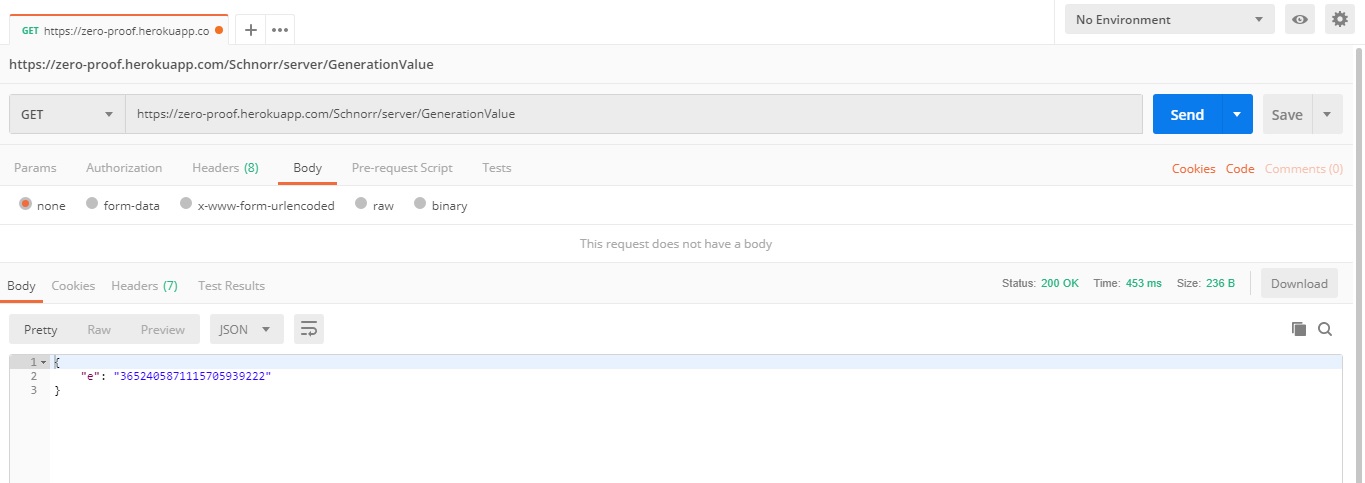 GET https://zero-proof.herokuapp.co + ••• No Environment
https://zero-proof.herokuapp.com/Schnorr/server/GenerationValue
GET https://zero-proof.herokuapp.com/Schnorr/server/GenerationValue Send Save
Params Authorization Headers (8) Body Pre-request Script Tests Cookies Code Comments (0)
none form-data x-www-form-urlencoded raw binary
This request does not have a body
Body Cookies Headers (7) Test Results Status: 200 OK Time: 453 ms Size: 236 B Download
Pretty Raw Preview JSON
1 {
2 "e": "3652405871115705939222"
3 }